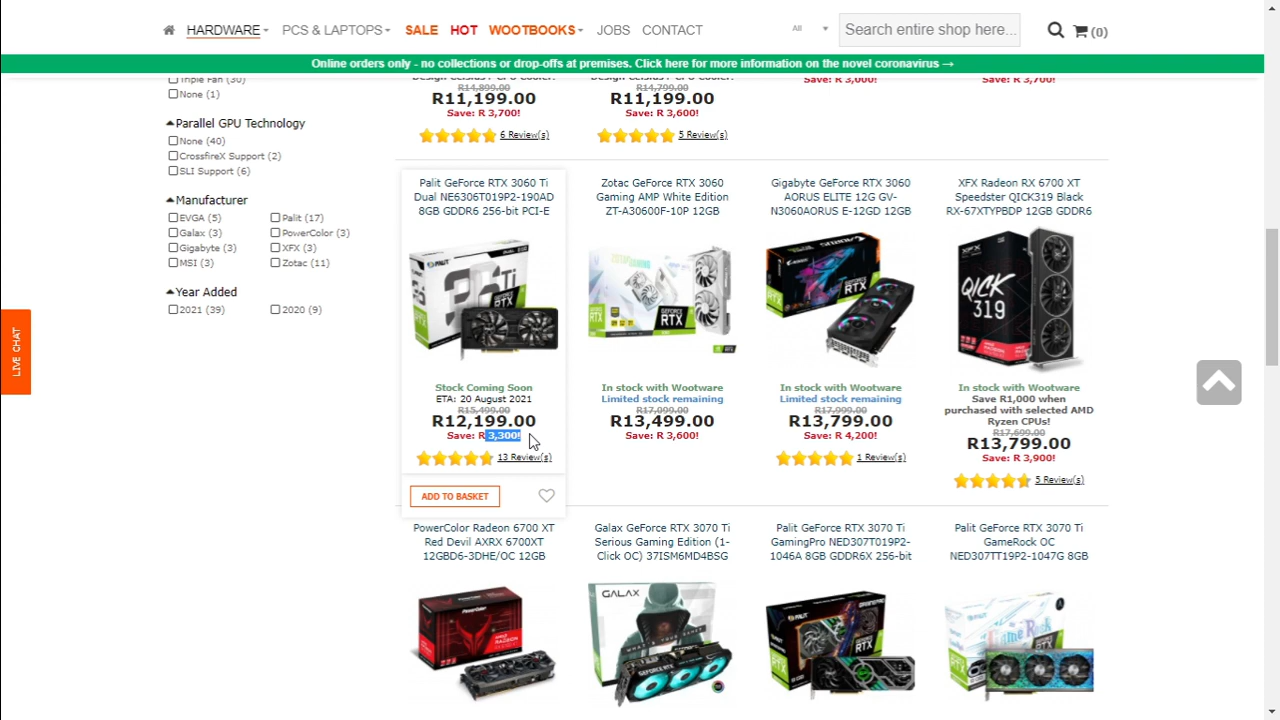 HARDWARE
PCS & LAPTOPS
SALE
HOT
WOOTBOOKS
JOBS
CONTACT
All
Search entire shop here...
(0)
Online orders only - no collections or drop-offs at premises. Click here for more information on the novel coronavirus →
Triple Fan (30)
None (1)
Parallel GPU Technology
None (40)
CrossfireX Support (2)
SLI Support (6)
Manufacturer
EVGA (5)
Palit (17)
Galax (3)
PowerColor (3)
Gigabyte (3)
XFX (3)
MSI (3)
Zotac (11)
Year Added
2021 (39)
2020 (9)
LIVE CHAT
R14,899.00
R11,199.00
Save: R 3,700!
6 Review(s)
R14,799.00
R11,199.00
Save: R 3,600!
5 Review(s)
Save: R 3,000!
Save: R 3,700!
Palit GeForce RTX 3060 Ti
Dual NE6306T019P2-190AD
8GB GDDR6 256-bit PCI-E
Stock Coming Soon
ETA: 20 August 2021
R15,499.00
R12,199.00
Save: R 3,300!
13 Review(s)
ADD TO BASKET
Zotac GeForce RTX 3060
Gaming AMP White Edition
ZT-A30600F-10P 12GB
In stock with Wootware
Limited stock remaining
R17,099.00
R13,499.00
Save: R 3,600!
Gigabyte GeForce RTX 3060
AORUS ELITE 12G GV-
N3060AORUS E-12GD 12GB
In stock with Wootware
Limited stock remaining
R17,999.00
R13,799.00
Save: R 4,200!
1 Review(s)
XFX Radeon RX 6700 XT
Speedster QICK319 Black
RX-67XTYPBDP 12GB GDDR6
QICK
319
In stock with Wootware
Save R1,000 when
purchased with selected AMD
Ryzen CPUs!
R17,699.00
R13,799.00
Save: R 3,900!
5 Review(s)
PowerColor Radeon 6700 XT
Red Devil AXRX 6700XT
12GBD6-3DHE/OC 12GB
Galax GeForce RTX 3070 Ti
Serious Gaming Edition (1-
Click OC) 37ISM6MD4BSG
GALAX
Palit GeForce RTX 3070 Ti
GamingPro NED307T019P2-
1046A 8GB GDDR6X 256-bit
Palit GeForce RTX 3070 Ti
GameRock OC
NED307TT19P2-1047G 8GB
GameRock